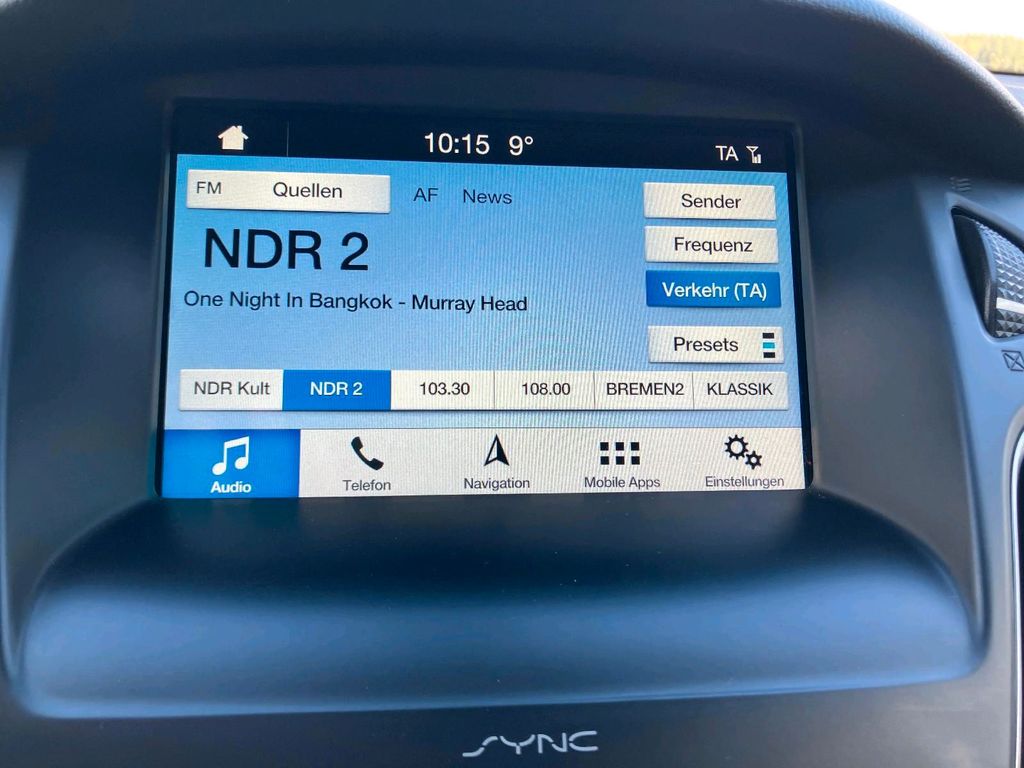 10:15 9°
TA
FM Quellen
AF News
Sender
NDR 2
Frequenz
One Night In Bangkok - Murray Head
Verkehr (TA)
Presets
NDR Kult NDR 2 103.30 108.00 BREMEN2 KLASSIK
Audio Telefon Navigation Mobile Apps Einstellungen
SYNC